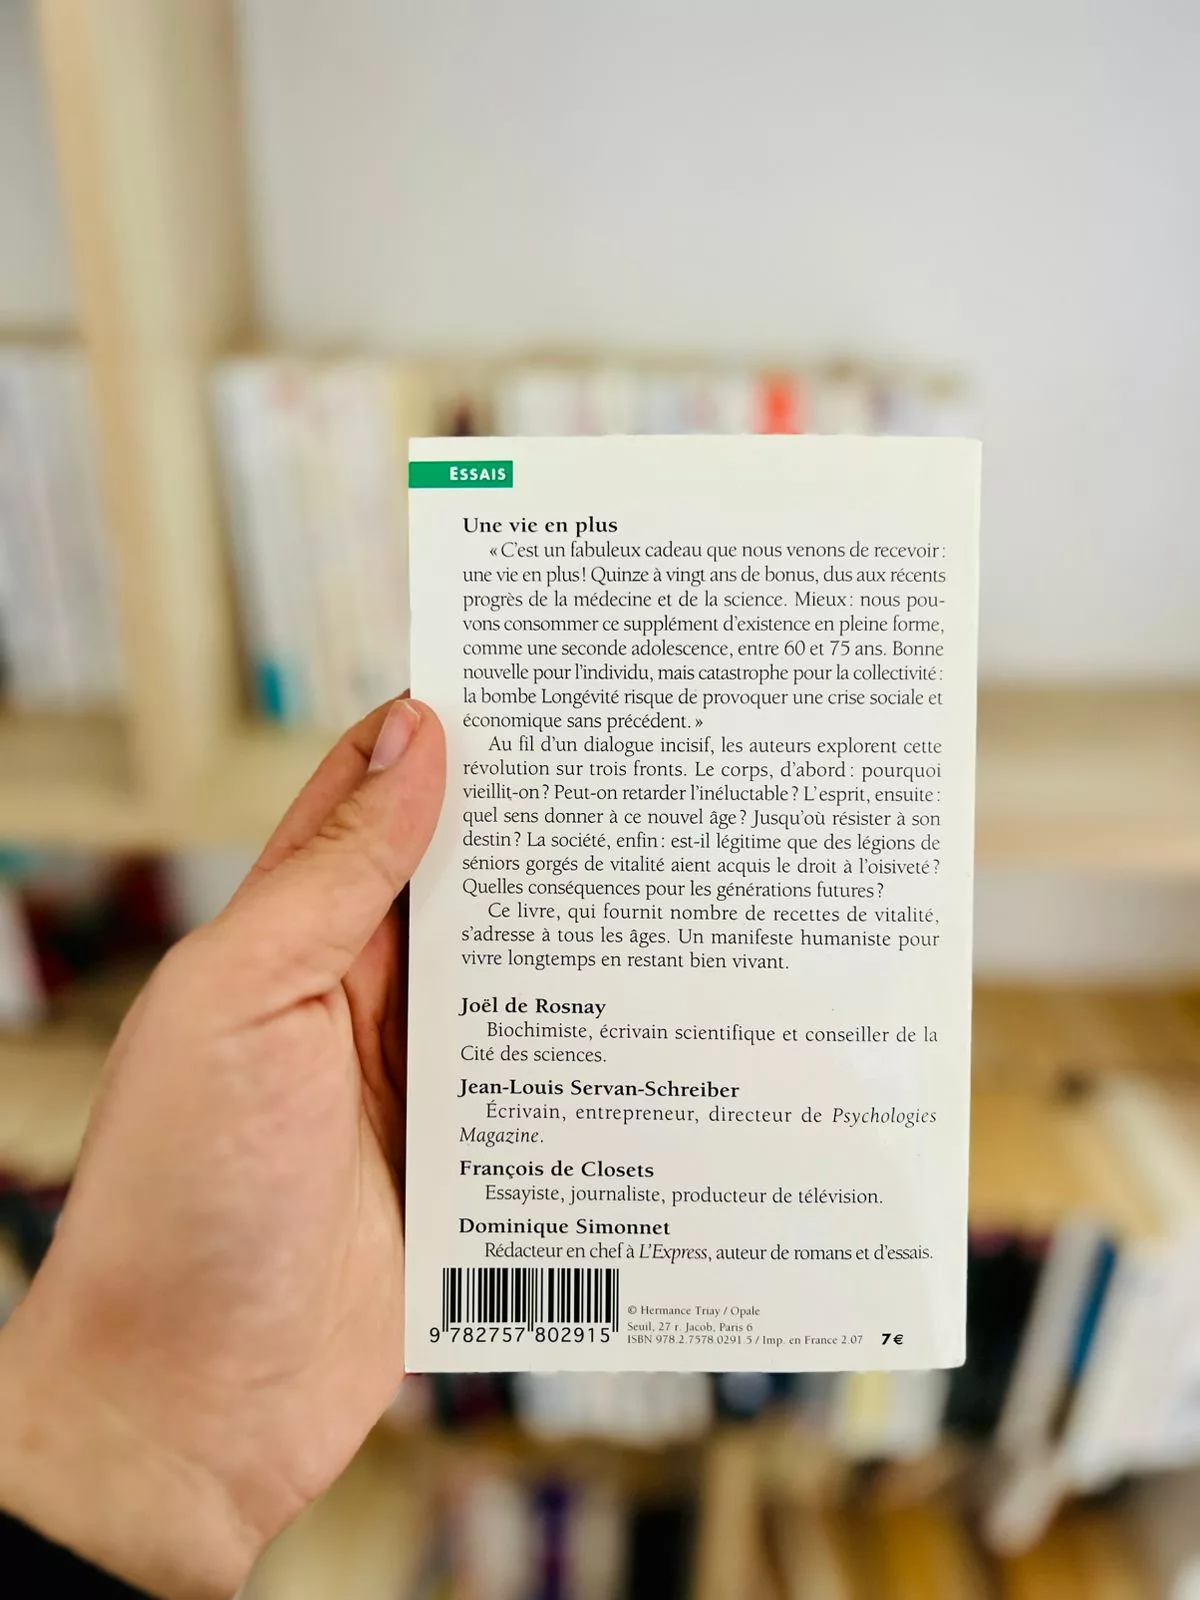 ESSAIS
Une vie en plus
« C'est un fabuleux cadeau que nous venons de recevoir :
une vie en plus ! Quinze à vingt ans de bonus, dus aux récents
progrès de la médecine et de la science. Mieux : nous pou-
vons consommer ce supplément d'existence en pleine forme,
comme une seconde adolescence, entre 60 et 75 ans. Bonne
nouvelle pour l'individu, mais catastrophe pour la collectivité :
la bombe Longévité risque de provoquer une crise sociale et
économique sans précédent. »
Au fil d'un dialogue incisif, les auteurs explorent cette
révolution sur trois fronts. Le corps, d'abord : pourquoi
vieillit-on ? Peut-on retarder l'inéluctable ? L'esprit, ensuite :
quel sens donner à ce nouvel âge ? Jusqu'où résister à son
destin ? La société, enfin : est-il légitime que des légions de
séniors gorgés de vitalité aient acquis le droit à l'oisiveté ?
Quelles conséquences pour les générations futures ?
Ce livre, qui fournit nombre de recettes de vitalité,
s'adresse à tous les âges. Un manifeste humaniste pour
vivre longtemps en restant bien vivant.
Joël de Rosnay
Biochimiste, écrivain scientifique et conseiller de la
Cité des sciences.
Jean-Louis Servan-Schreiber
Écrivain, entrepreneur, directeur de Psychologies
Magazine.
François de Closets
Essayiste, journaliste, producteur de télévision.
Dominique Simonnet
Rédacteur en chef à L'Express, auteur de romans et d'essais.
9 782757 802915
© Hermance Triay / Opale
Seuil, 27 r. Jacob, Paris 6
ISBN 978.2.7578.0291.5 / Imp. en France 2.07 7 €